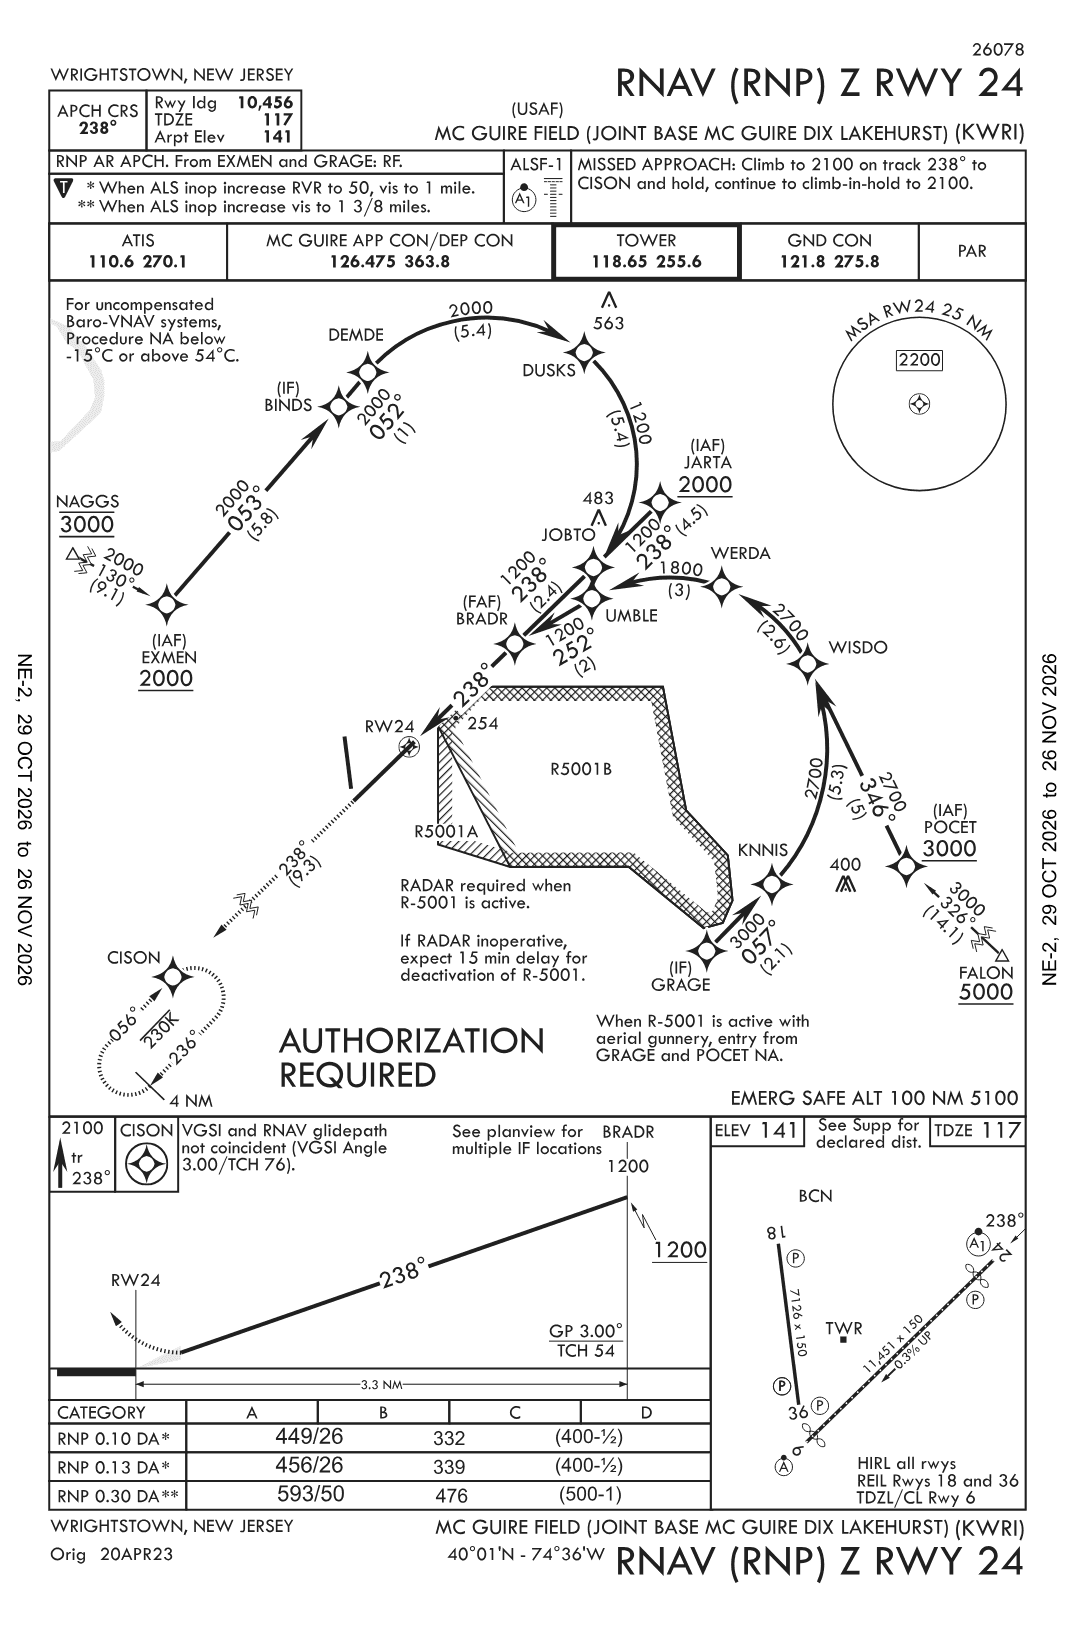 26078
WRIGHTSTOWN, NEW JERSEY
RNAV (RNP) Z RWY 24
APCH CRS
238°
Rwy ldg 10,456
TDZE 117
Arpt Elev 141
(USAF)
MC GUIRE FIELD (JOINT BASE MC GUIRE DIX LAKEHURST) (KWRI)
RNP AR APCH. From EXMEN and GRAGE: RF.
T
* When ALS inop increase RVR to 50, vis to 1 mile.
** When ALS inop increase vis to 1 3/8 miles.
ALSF-1
A1
MISSED APPROACH: Climb to 2100 on track 238° to
CISON and hold, continue to climb-in-hold to 2100.
ATIS
110.6 270.1
MC GUIRE APP CON/DEP CON
126.475 363.8
TOWER
118.65 255.6
GND CON
121.8 275.8
PAR
For uncompensated
Baro-VNAV systems,
Procedure NA below
-15°C or above 54°C.
DEMDE
2000
(5.4)
563
DUSKS
MSA RW24 25 NM
2200
(IF)
BINDS
2000
052°
(1)
1200
(5.4)
(IAF)
JARTA
2000
NAGGS
3000
2000
130°
(9.1)
2000
053°
(5.8)
483
JOBTO
1200
238°
(4.5)
WERDA
1800
(3)
1200
238°
(2.4)
(FAF)
BRADR
UMBLE
1200
252°
(2)
2700
(2.6)
WISDO
(IAF)
EXMEN
2000
238°
254
RW24
R5001B
R5001A
2700
(5.3)
2700
346°
(5)
(IAF)
POCET
3000
KNNIS
400
238°
(9.3)
RADAR required when
R-5001 is active.
If RADAR inoperative,
expect 15 min delay for
deactivation of R-5001.
3000
057°
(2.1)
(IF)
GRAGE
3000
326°
(14.1)
FALON
5000
CISON
056°
230K
236°
4 NM
AUTHORIZATION
REQUIRED
When R-5001 is active with
aerial gunnery, entry from
GRAGE and POCET NA.
EMERG SAFE ALT 100 NM 5100
NE-2, 29 OCT 2026 to 26 NOV 2026
NE-2, 29 OCT 2026 to 26 NOV 2026
2100
tr
238°
CISON
VGSI and RNAV glidepath
not coincident (VGSI Angle
3.00/TCH 76).
See planview for
multiple IF locations
BRADR
1200
1200
238°
RW24
GP 3.00°
TCH 54
3.3 NM
ELEV 141
See Supp for
declared dist.
TDZE 117
BCN
18
P
7126 x 150
TWR
11,451 x 150
0.3% UP
238°
A1
24
P
P
36
P
6
A
HIRL all rwys
REIL Rwys 18 and 36
TDZL/CL Rwy 6
CATEGORY A B C D
RNP 0.10 DA* 449/26 332 (400-½)
RNP 0.13 DA* 456/26 339 (400-½)
RNP 0.30 DA** 593/50 476 (500-1)
WRIGHTSTOWN, NEW JERSEY
MC GUIRE FIELD (JOINT BASE MC GUIRE DIX LAKEHURST) (KWRI)
Orig 20APR23
40°01'N - 74°36'W
RNAV (RNP) Z RWY 24